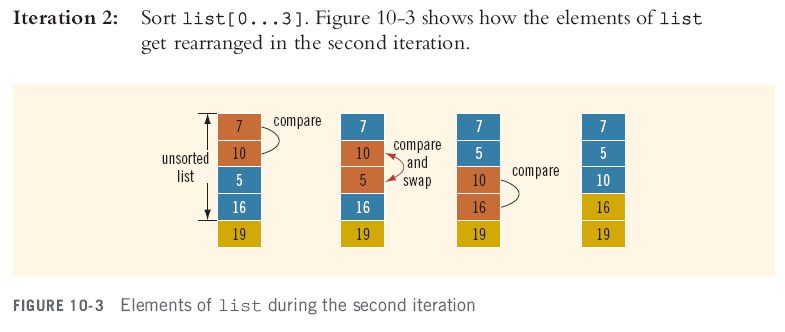 Iteration 2: Sort list[0...3]. Figure 10-3 shows how the elements of list
get rearranged in the second iteration.
unsorted
list
7
10
5
16
19
compare
7
10
5
16
19
compare
and
swap
7
5
10
16
19
compare
7
5
10
16
19
FIGURE 10-3 Elements of list during the second iteration